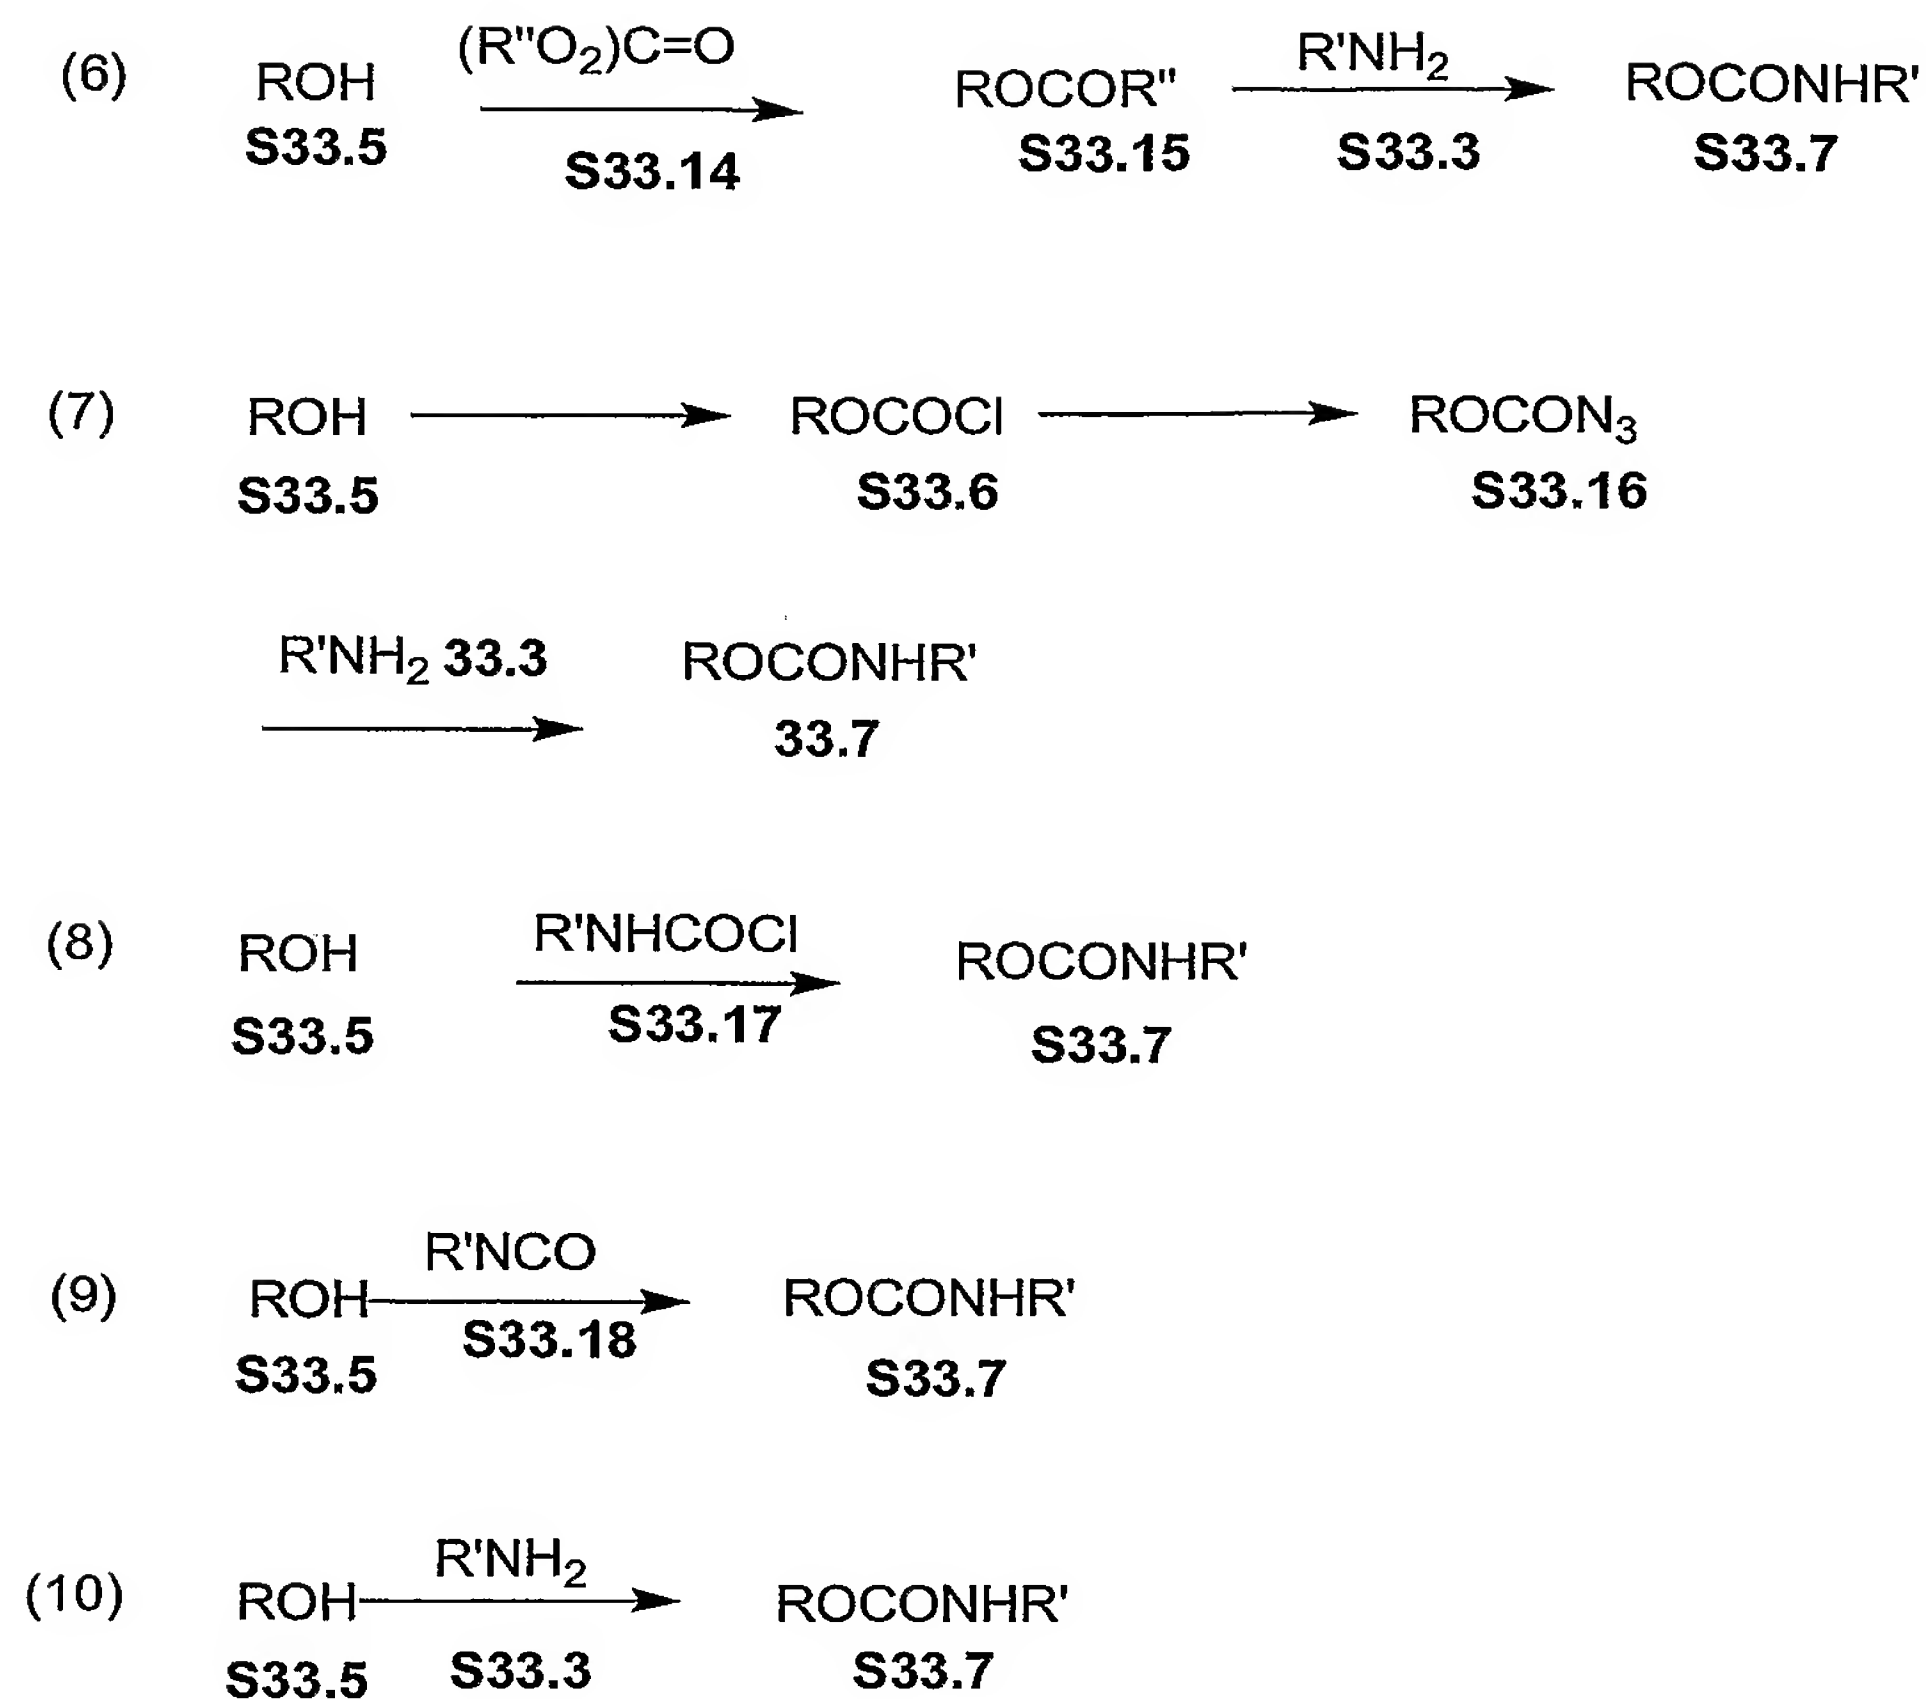 (6) ROH (R"O₂)C=O ROCOR" R'NH₂ ROCONHR'
S33.5 S33.14 S33.15 S33.3 S33.7
(7) ROH ROCOCl ROCON₃
S33.5 S33.6 S33.16
R'NH₂ 33.3 ROCONHR'
33.7
(8) ROH R'NHCOCl ROCONHR'
S33.5 S33.17 S33.7
(9) ROH R'NCO ROCONHR'
S33.5 S33.18 S33.7
(10) ROH R'NH₂ ROCONHR'
S33.5 S33.3 S33.7